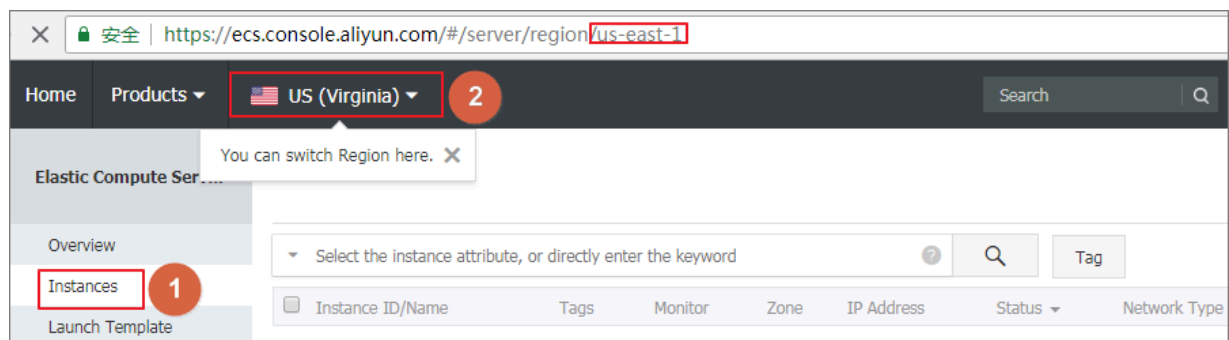 安全 https://ecs.console.aliyun.com/#/server/region/us-east-1
Home Products US (Virginia) 2 Search
You can switch Region here.
Elastic Compute Ser...
Overview
Select the instance attribute, or directly enter the keyword ? Tag
Instances 1
Instance ID/Name Tags Monitor Zone IP Address Status Network Type
Launch Template